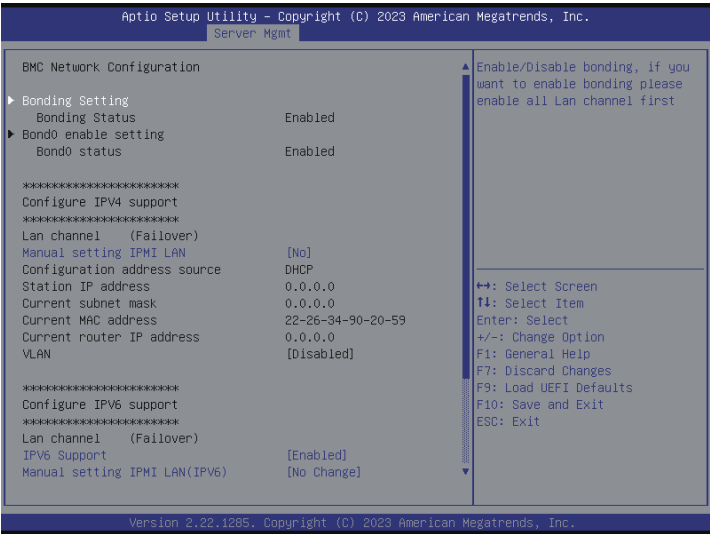 Aptio Setup Utility – Copyright (C) 2023 American Megatrends, Inc.
Server Mgmt
BMC Network Configuration
Bonding Setting
Bonding Status Enabled
Bond0 enable setting
Bond0 status Enabled
***********************
Configure IPV4 support
***********************
Lan channel (Failover)
Manual setting IPMI LAN [No]
Configuration address source DHCP
Station IP address 0.0.0.0
Current subnet mask 0.0.0.0
Current MAC address 22-26-34-90-20-59
Current router IP address 0.0.0.0
VLAN [Disabled]
***********************
Configure IPV6 support
***********************
Lan channel (Failover)
IPV6 Support [Enabled]
Manual setting IPMI LAN(IPV6) [No Change]
Enable/Disable bonding, if you
want to enable bonding please
enable all Lan channel first
↔: Select Screen
↑↓: Select Item
Enter: Select
+/-: Change Option
F1: General Help
F7: Discard Changes
F9: Load UEFI Defaults
F10: Save and Exit
ESC: Exit
Version 2.22.1285. Copyright (C) 2023 American Megatrends, Inc.